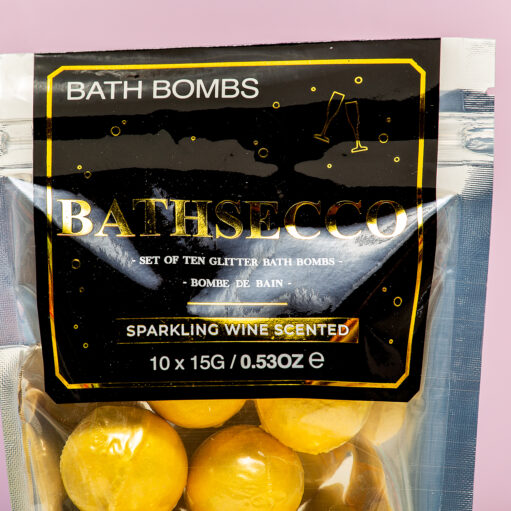 BATH BOMBS
BATHSECCO
- SET OF TEN GLITTER BATH BOMBS -
- BOMBE DE BAIN -
SPARKLING WINE SCENTED
10 x 15G / 0.53OZ ℮